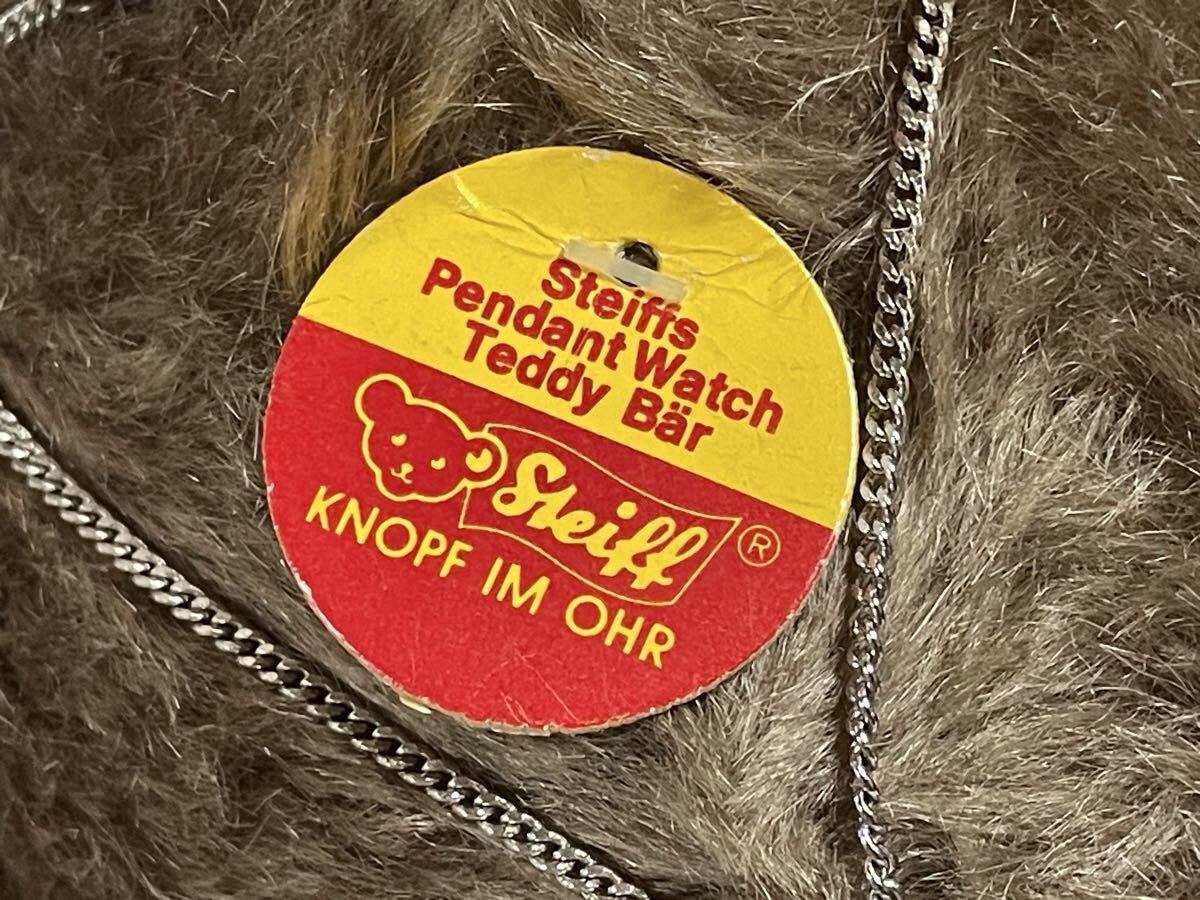 Steiffs
Pendant Watch
Teddy Bär
Steiff ®
KNOPF IM OHR